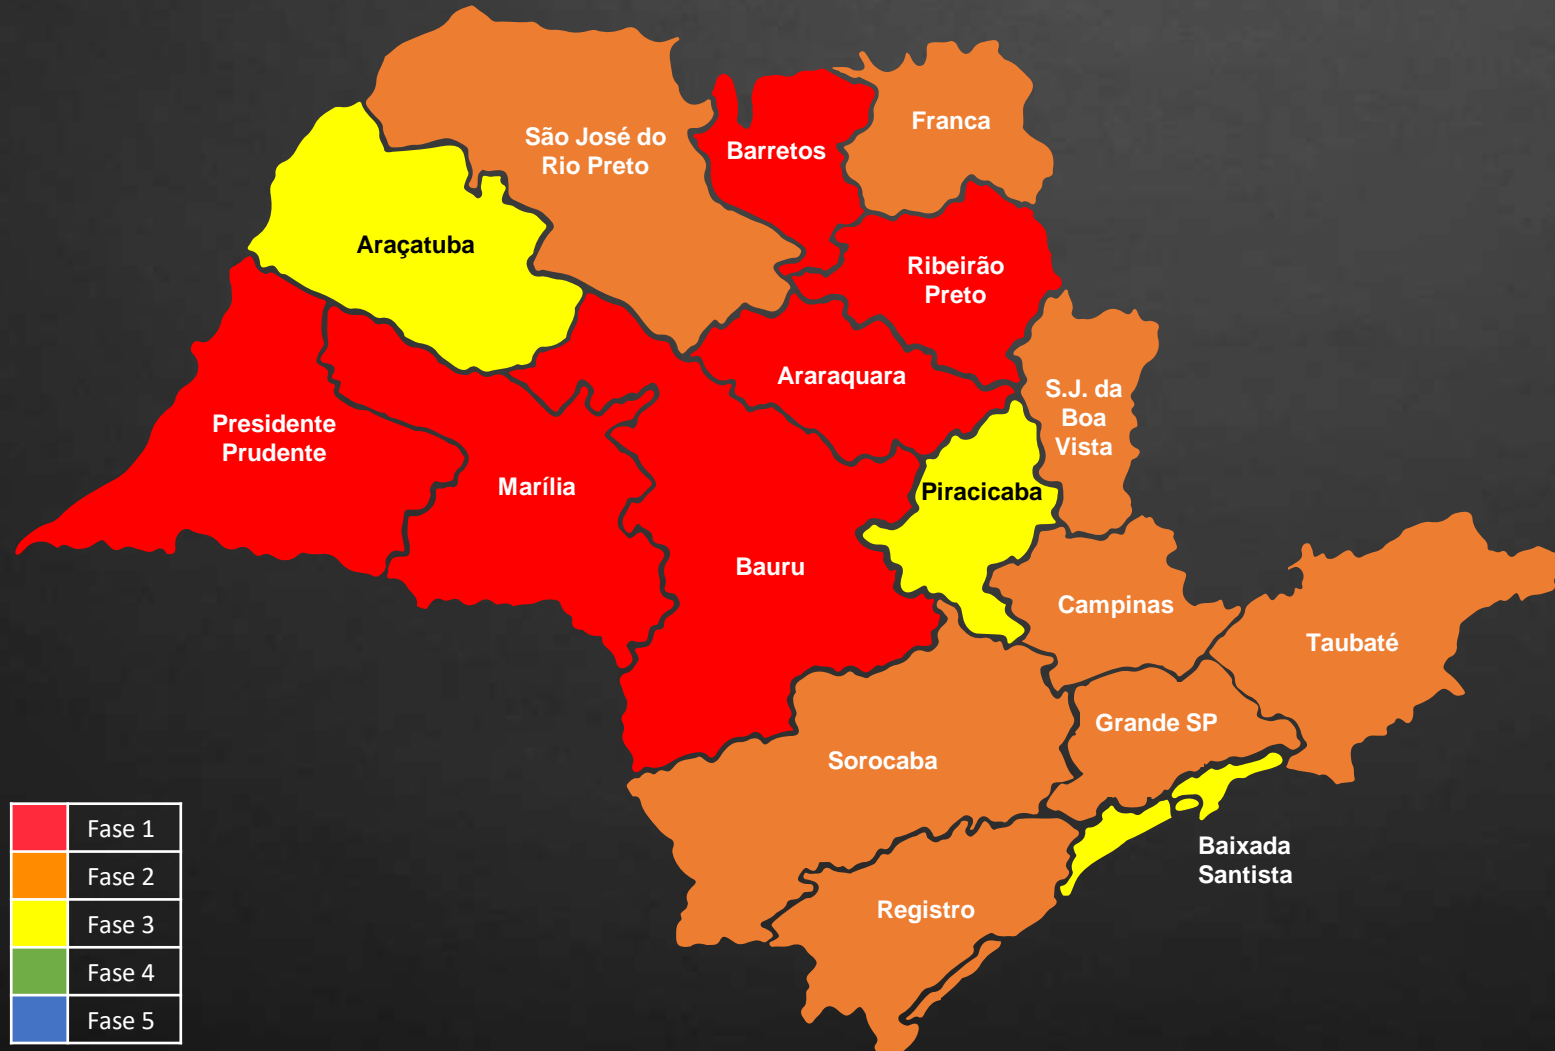 Franca
São José do
Rio Preto
Barretos
Araçatuba
Ribeirão
Preto
Araraquara
S.J. da
Boa
Vista
Presidente
Prudente
Marília
Piracicaba
Bauru
Campinas
Taubaté
Grande SP
Sorocaba
Baixada
Santista
Registro
Fase 1
Fase 2
Fase 3
Fase 4
Fase 5